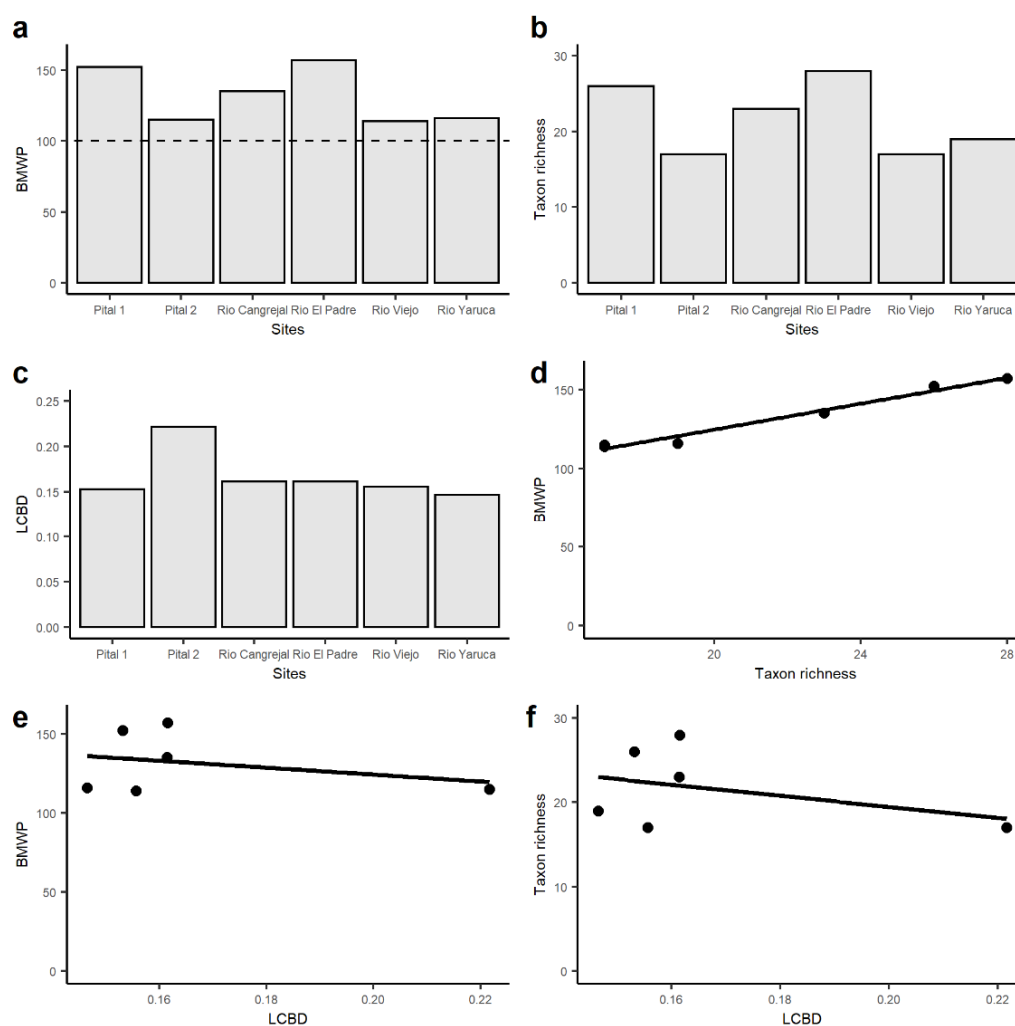 a
BMWP
150
100
50
0
Pital 1 Pital 2 Rio Cangrejal Rio El Padre Rio Viejo Rio Yaruca
Sites
b
Taxon richness
30
20
10
0
Pital 1 Pital 2 Rio Cangrejal Rio El Padre Rio Viejo Rio Yaruca
Sites
c
LCBD
0.25
0.20
0.15
0.10
0.05
0.00
Pital 1 Pital 2 Rio Cangrejal Rio El Padre Rio Viejo Rio Yaruca
Sites
d
BMWP
150
100
50
0
20 24 28
Taxon richness
e
BMWP
150
100
50
0
0.16 0.18 0.20 0.22
LCBD
f
Taxon richness
30
20
10
0
0.16 0.18 0.20 0.22
LCBD